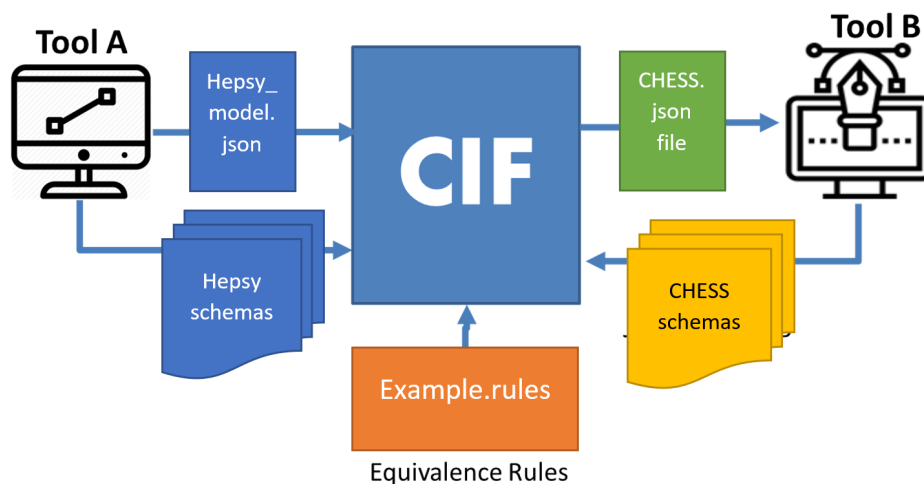 Tool A
Tool B
Hepsy_
model.
json
CIF
CHESS.
json
file
Hepsy
schemas
CHESS
schemas
Example.rules
Equivalence Rules